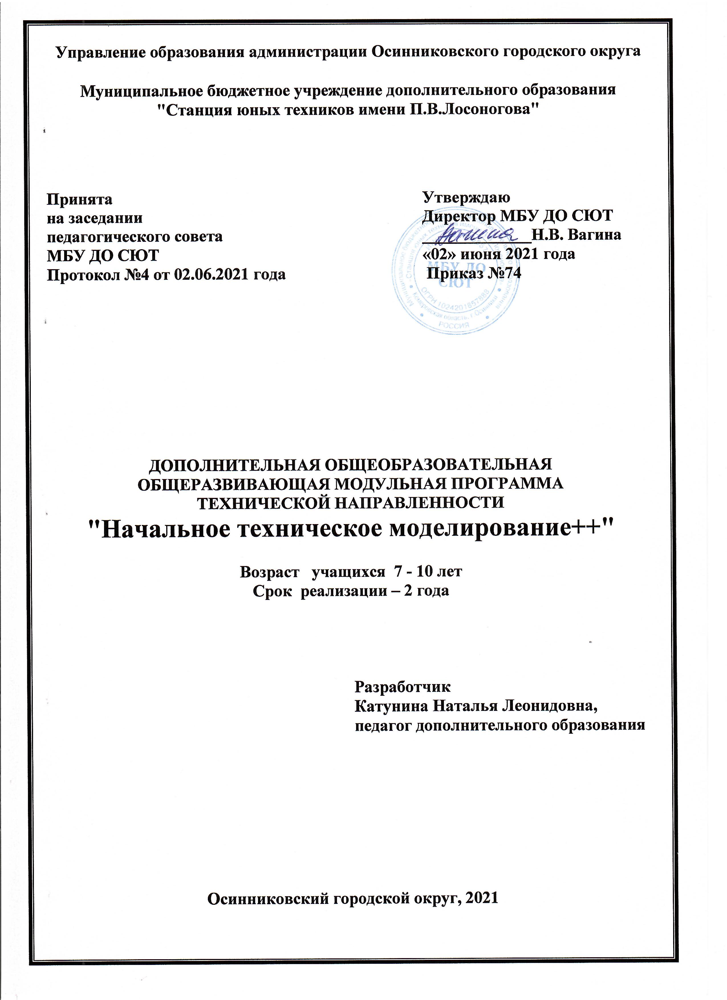 Управление образования администрации Осинниковского городского округа
Муниципальное бюджетное учреждение дополнительного образования
"Станция юных техников имени П.В.Лосоногова"
Принята
на заседании
педагогического совета
МБУ ДО СЮТ
Протокол №4 от 02.06.2021 года
Утверждаю
Директор МБУ ДО СЮТ
Н.В. Вагина
«02» июня 2021 года
Приказ №74
МБУ ДО
СЮТ
ОГРН 1024201857888
Кемеровская область, г.Осинники
РОССИЯ
ДОПОЛНИТЕЛЬНАЯ ОБЩЕОБРАЗОВАТЕЛЬНАЯ
ОБЩЕРАЗВИВАЮЩАЯ МОДУЛЬНАЯ ПРОГРАММА
ТЕХНИЧЕСКОЙ НАПРАВЛЕННОСТИ
"Начальное техническое моделирование++"
Возраст учащихся 7 - 10 лет
Срок реализации – 2 года
Разработчик
Катунина Наталья Леонидовна,
педагог дополнительного образования
Осинниковский городской округ, 2021